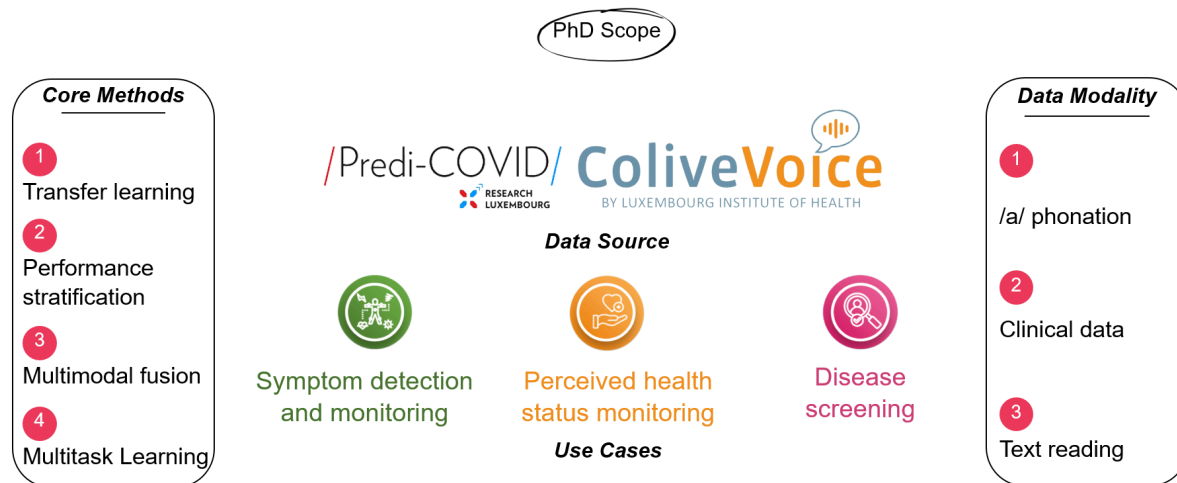 PhD Scope
Core Methods
1
Transfer learning
2
Performance
stratification
3
Multimodal fusion
4
Multitask Learning
/Predi-COVID/
RESEARCH
LUXEMBOURG
ColiveVoice
BY LUXEMBOURG INSTITUTE OF HEALTH
Data Source
Symptom detection
and monitoring
Perceived health
status monitoring
Disease
screening
Use Cases
Data Modality
1
/a/ phonation
2
Clinical data
3
Text reading